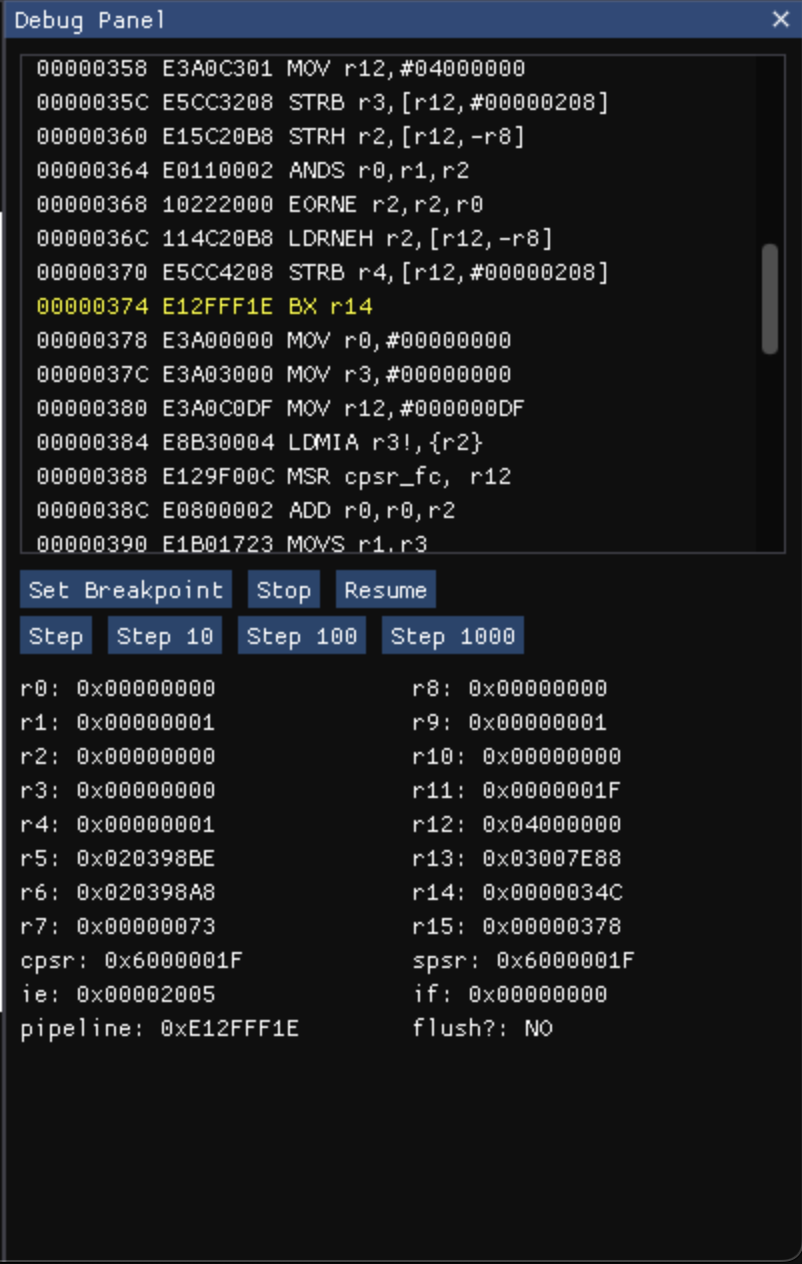 Debug Panel
00000358 E3A0C301 MOV r12,#04000000
0000035C E5CC3208 STRB r3,[r12,#00000208]
00000360 E15C20B8 STRH r2,[r12,-r8]
00000364 E0110002 ANDS r0,r1,r2
00000368 10222000 EORNE r2,r2,r0
0000036C 114C20B8 LDRNEH r2,[r12,-r8]
00000370 E5CC4208 STRB r4,[r12,#00000208]
00000374 E12FFF1E BX r14
00000378 E3A00000 MOV r0,#00000000
0000037C E3A03000 MOV r3,#00000000
00000380 E3A0C0DF MOV r12,#000000DF
00000384 E8B30004 LDMIA r3!,{r2}
00000388 E129F00C MSR cpsr_fc, r12
0000038C E0800002 ADD r0,r0,r2
00000390 E1B01723 MOVS r1,r3
Set Breakpoint Stop Resume
Step Step 10 Step 100 Step 1000
r0: 0x00000000 r8: 0x00000000
r1: 0x00000001 r9: 0x00000001
r2: 0x00000000 r10: 0x00000000
r3: 0x00000000 r11: 0x0000001F
r4: 0x00000001 r12: 0x04000000
r5: 0x020398BE r13: 0x03007E88
r6: 0x020398A8 r14: 0x0000034C
r7: 0x00000073 r15: 0x00000378
cpsr: 0x6000001F spsr: 0x6000001F
ie: 0x00002005 if: 0x00000000
pipeline: 0xE12FFF1E flush?: NO